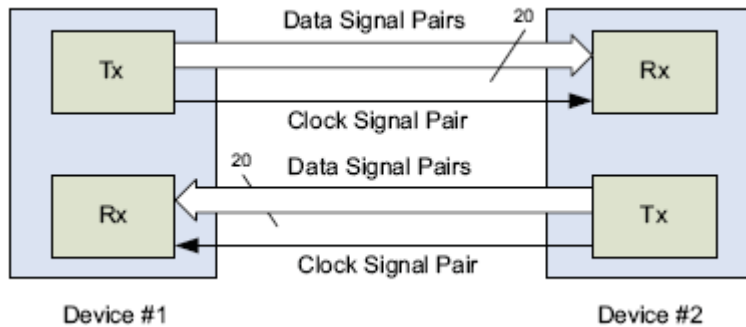 Data Signal Pairs
20
Tx
Rx
Clock Signal Pair
20
Data Signal Pairs
Rx
Tx
Clock Signal Pair
Device #1
Device #2